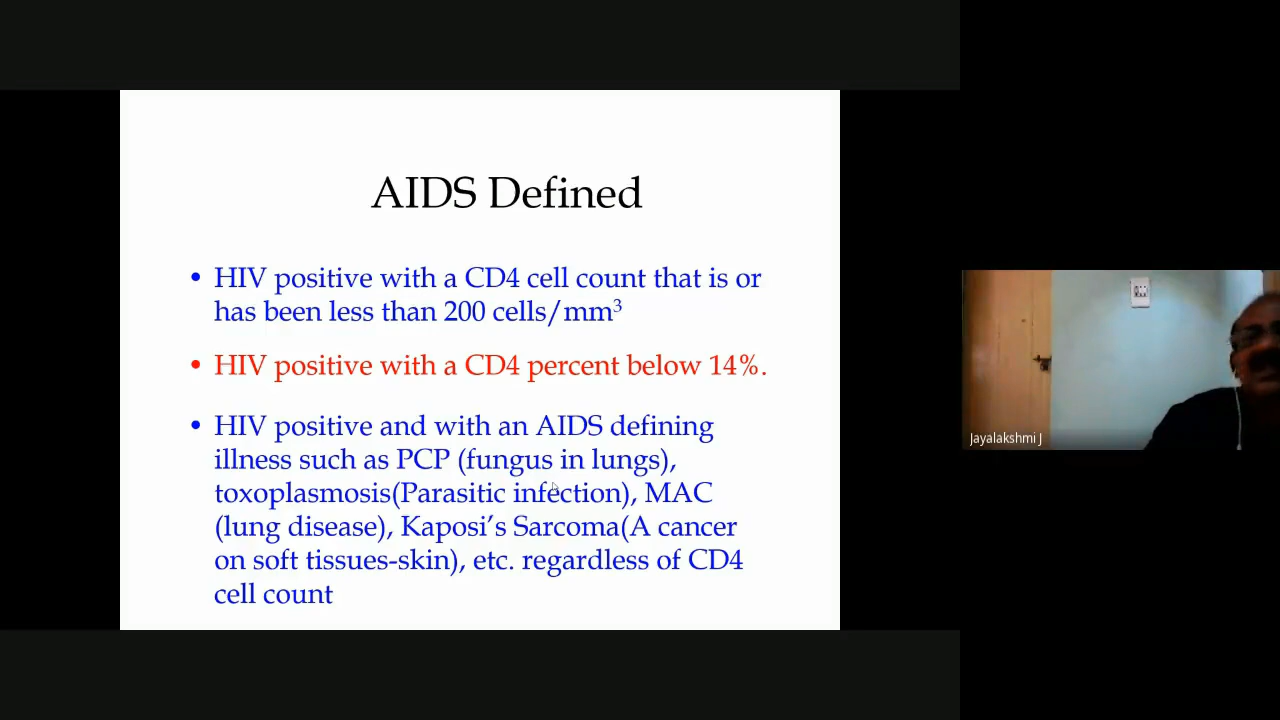 AIDS Defined
• HIV positive with a CD4 cell count that is or
has been less than 200 cells/mm³
• HIV positive with a CD4 percent below 14%.
• HIV positive and with an AIDS defining
illness such as PCP (fungus in lungs),
toxoplasmosis(Parasitic infection), MAC
(lung disease), Kaposi’s Sarcoma(A cancer
on soft tissues-skin), etc. regardless of CD4
cell count
Jayalakshmi J